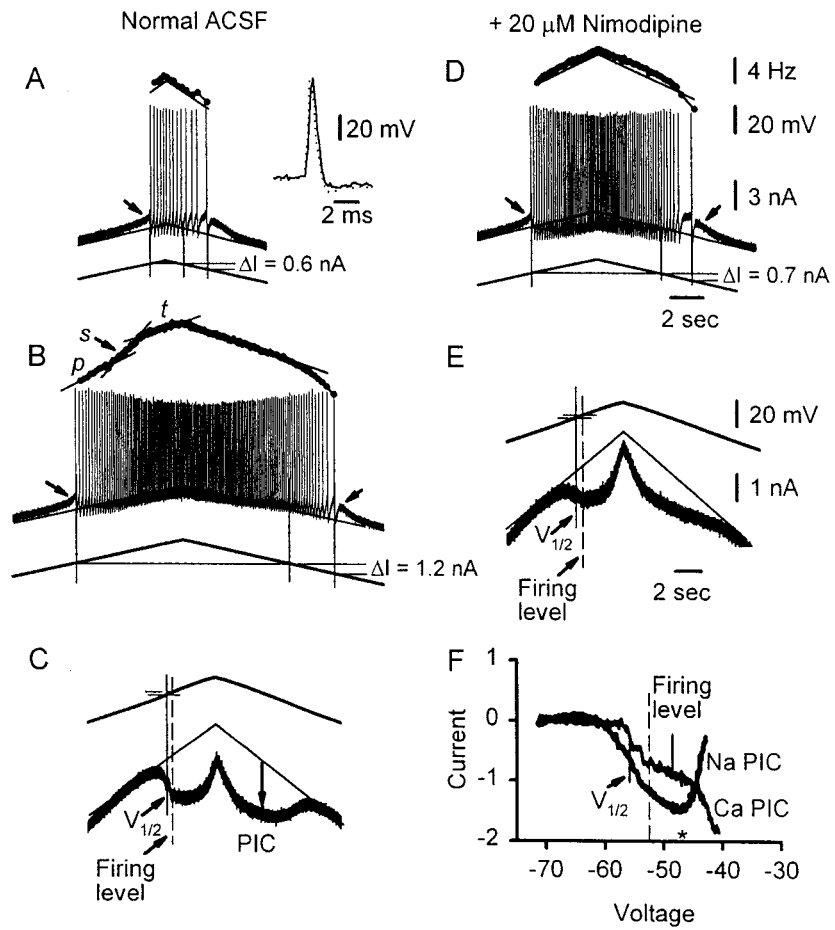 Normal ACSF
+ 20 µM Nimodipine
A
20 mV
2 ms
ΔI = 0.6 nA
D
4 Hz
20 mV
3 nA
ΔI = 0.7 nA
2 sec
B
p
s
t
ΔI = 1.2 nA
E
20 mV
1 nA
V1/2
Firing
level
2 sec
C
V1/2
PIC
Firing
level
F
Current
1
0
-1
-2
Firing
level
Na PIC
Ca PIC
V1/2
*
-70 -60 -50 -40 -30
Voltage